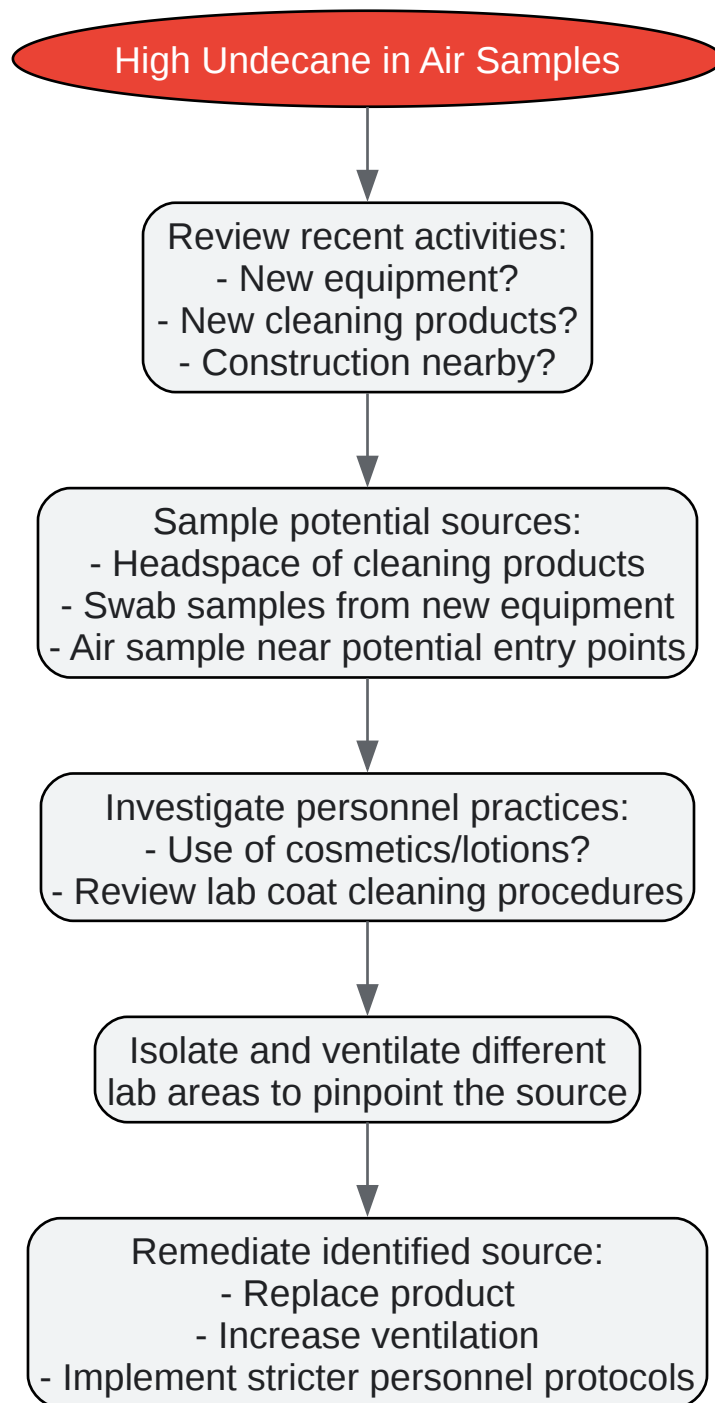 High Undecane in Air Samples
Review recent activities:
- New equipment?
- New cleaning products?
- Construction nearby?
Sample potential sources:
- Headspace of cleaning products
- Swab samples from new equipment
- Air sample near potential entry points
Investigate personnel practices:
- Use of cosmetics/lotions?
- Review lab coat cleaning procedures
Isolate and ventilate different
lab areas to pinpoint the source
Remediate identified source:
- Replace product
- Increase ventilation
- Implement stricter personnel protocols